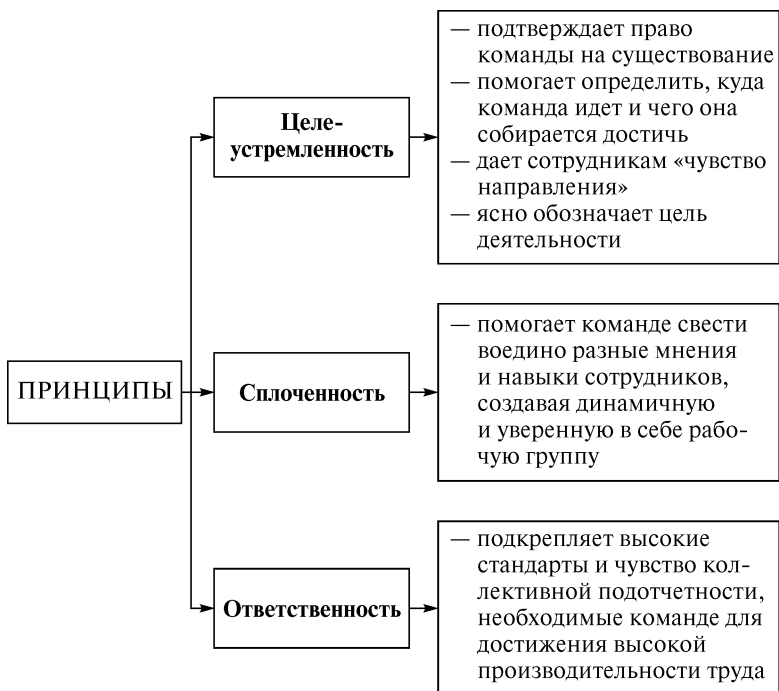 ПРИНЦИПЫ
Целе-
устремленность
— подтверждает право
команды на существование
— помогает определить, куда
команда идет и чего она
собирается достичь
— дает сотрудникам «чувство
направления»
— ясно обозначает цель
деятельности
Сплоченность
— помогает команде свести
воедино разные мнения
и навыки сотрудников,
создавая динамичную
и уверенную в себе рабо-
чую группу
Ответственность
— подкрепляет высокие
стандарты и чувство кол-
лективной подотчетности,
необходимые команде для
достижения высокой
производительности труда